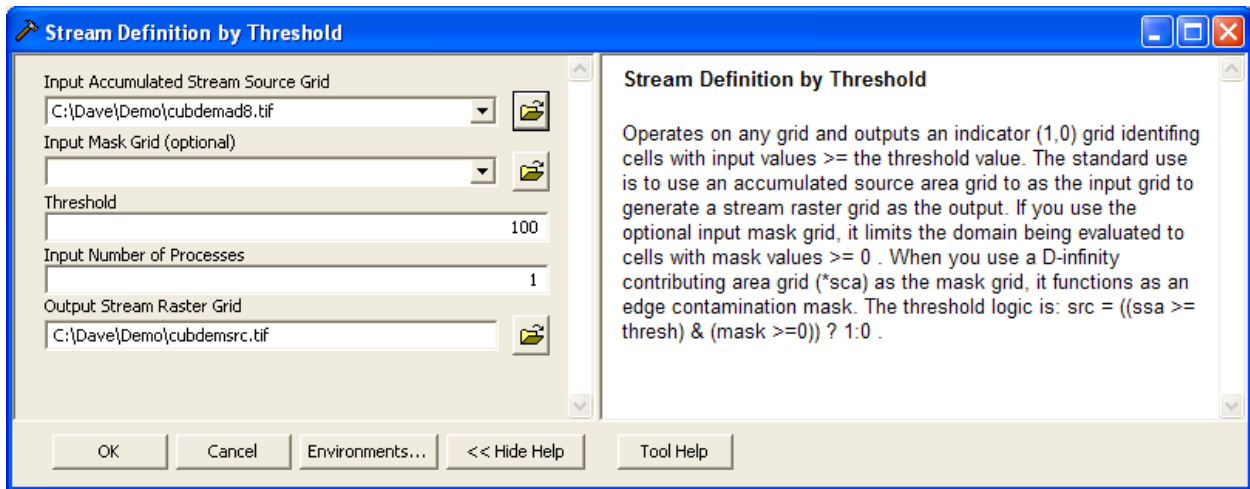 Stream Definition by Threshold
Input Accumulated Stream Source Grid
C:\Dave\Demo\cubdemad8.tif
Input Mask Grid (optional)
Threshold
100
Input Number of Processes
1
Output Stream Raster Grid
C:\Dave\Demo\cubdemsrc.tif
Stream Definition by Threshold
Operates on any grid and outputs an indicator (1,0) grid identifing
cells with input values >= the threshold value. The standard use
is to use an accumulated source area grid to as the input grid to
generate a stream raster grid as the output. If you use the
optional input mask grid, it limits the domain being evaluated to
cells with mask values >= 0 . When you use a D-infinity
contributing area grid (*sca) as the mask grid, it functions as an
edge contamination mask. The threshold logic is: src = ((ssa >=
thresh) & (mask >=0)) ? 1:0 .
OK
Cancel
Environments...
<< Hide Help
Tool Help